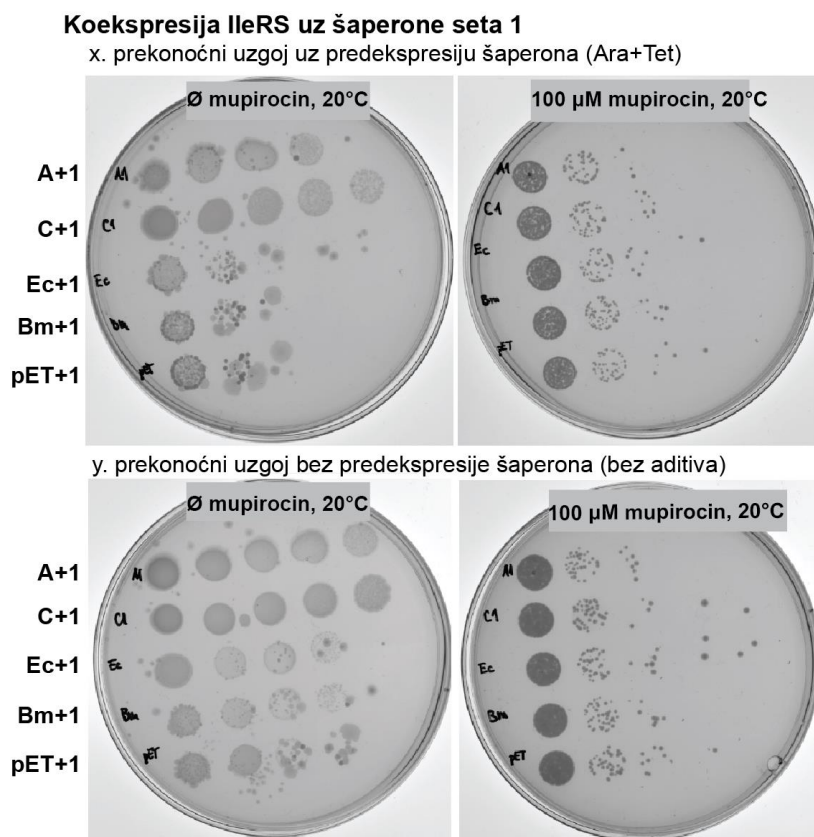 Koekspresija IleRS uz šaperone seta 1
x. prekonoćni uzgoj uz predekspresiju šaperona (Ara+Tet)
Ø mupirocin, 20°C
100 µM mupirocin, 20°C
A+1
C+1
Ec+1
Bm+1
pET+1
A1
C1
Ec
Bm
pET
A1
C1
Ec
Bm
pET
y. prekonoćni uzgoj bez predekspresije šaperona (bez aditiva)
Ø mupirocin, 20°C
100 µM mupirocin, 20°C
A+1
C+1
Ec+1
Bm+1
pET+1
A1
C1
Ec
Bm
pET
A1
C1
Ec
Bm
pET